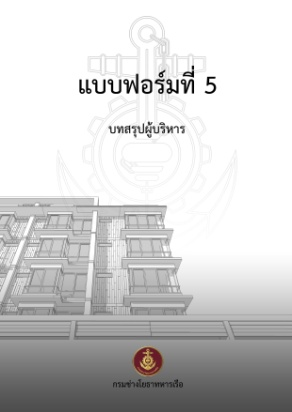 แบบฟอร์มที่ 5
บทสรุปผู้บริหาร
กรมช่างโยธาทหารเรือ